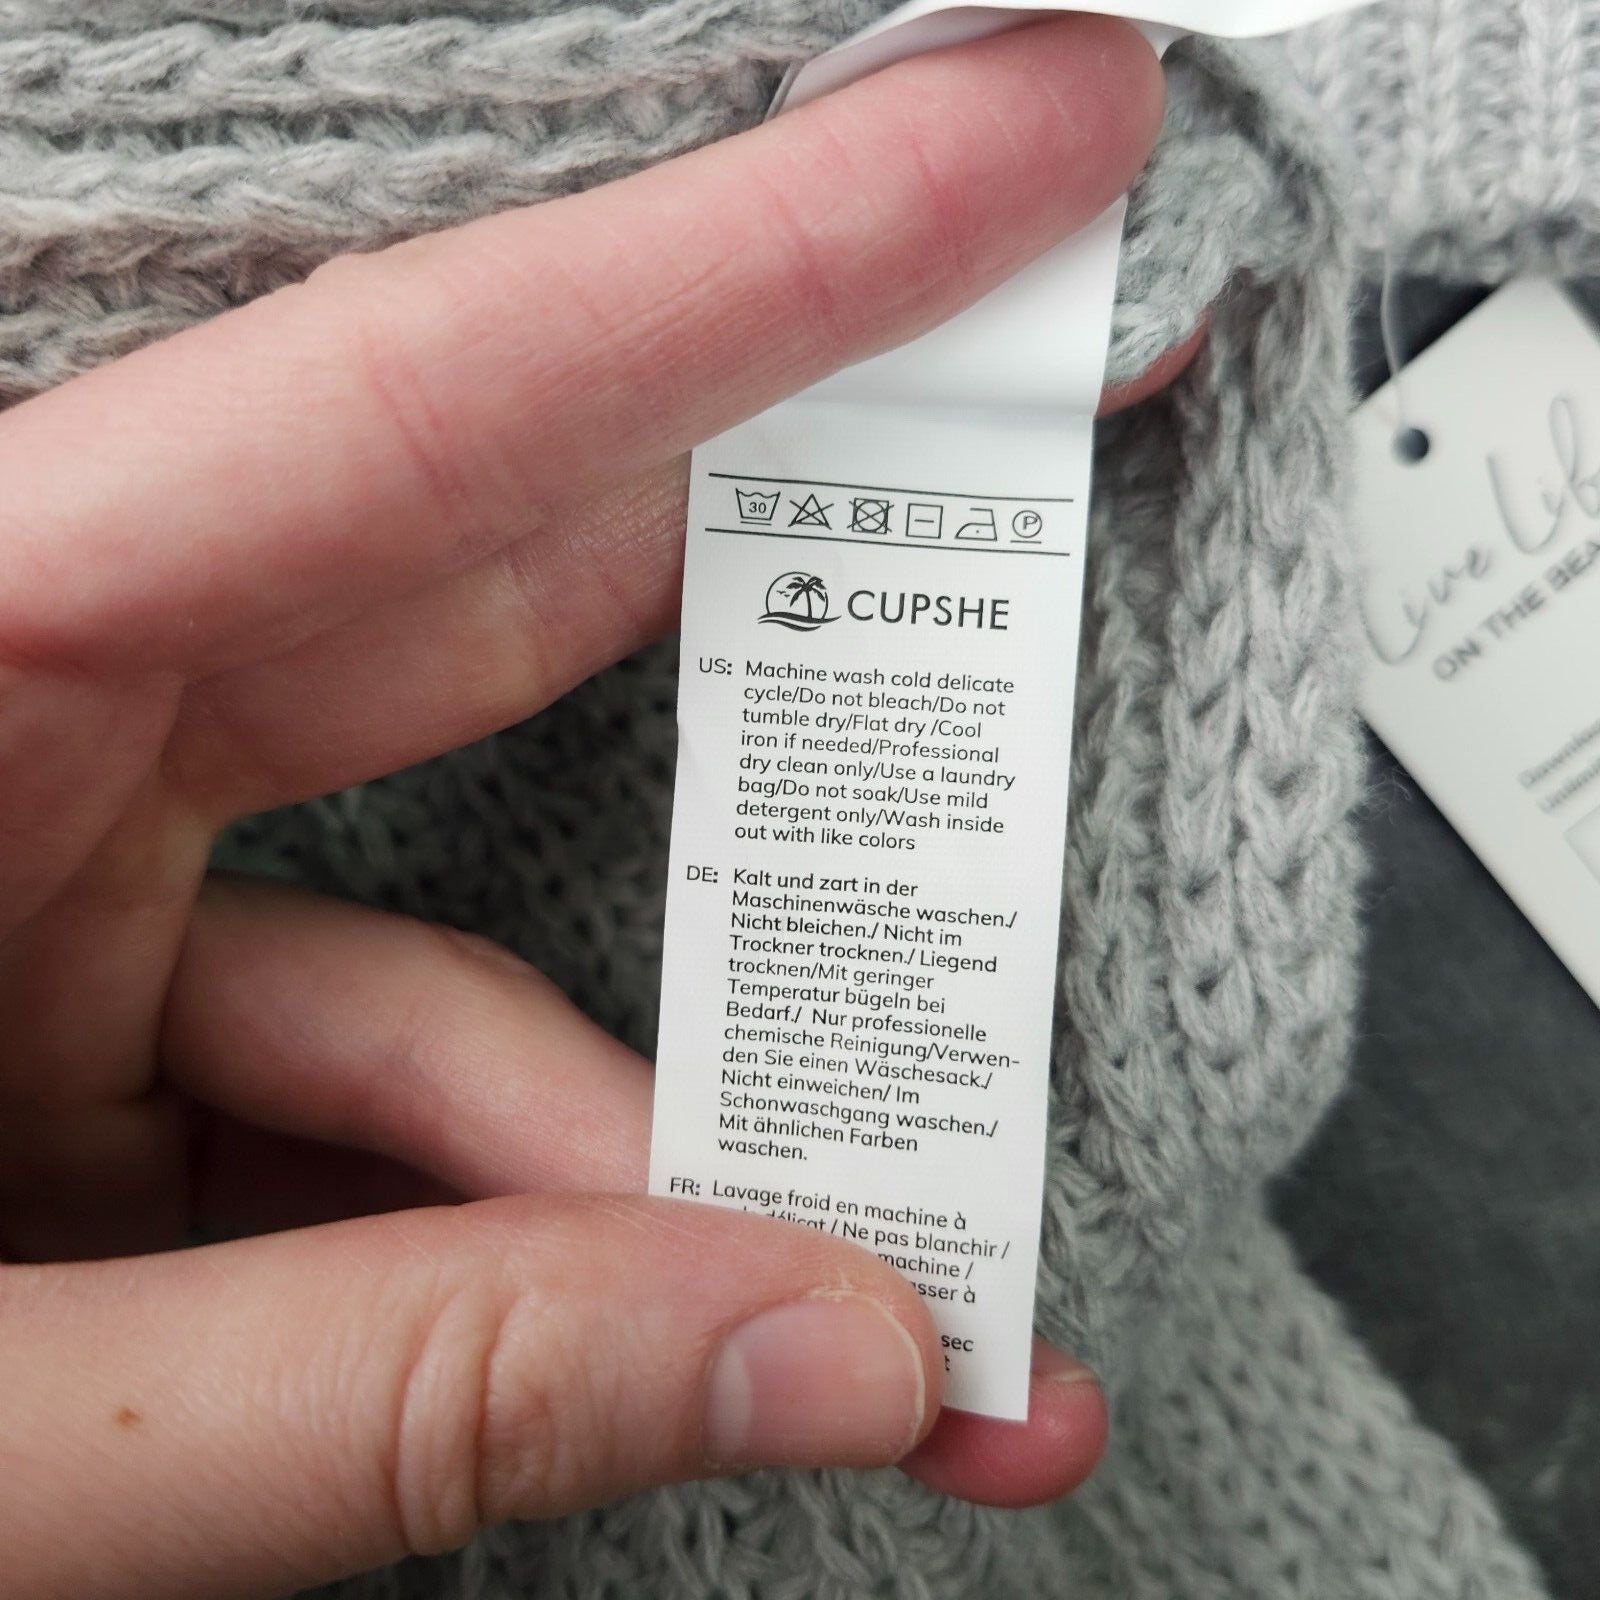 30
P
CUPSHE
US: Machine wash cold delicate
cycle/Do not bleach/Do not
tumble dry/Flat dry /Cool
iron if needed/Professional
dry clean only/Use a laundry
bag/Do not soak/Use mild
detergent only/Wash inside
out with like colors
DE: Kalt und zart in der
Maschinenwäsche waschen./
Nicht bleichen./ Nicht im
Trockner trocknen./ Liegend
trocknen/Mit geringer
Temperatur bügeln bei
Bedarf./ Nur professionelle
chemische Reinigung/Verwen-
den Sie einen Wäschesack./
Nicht einweichen/ Im
Schonwaschgang waschen./
Mit ähnlichen Farben
waschen.
FR: Lavage froid en machine à
/ Ne pas blanchir /
machine /
à
sec
Live
ON THE